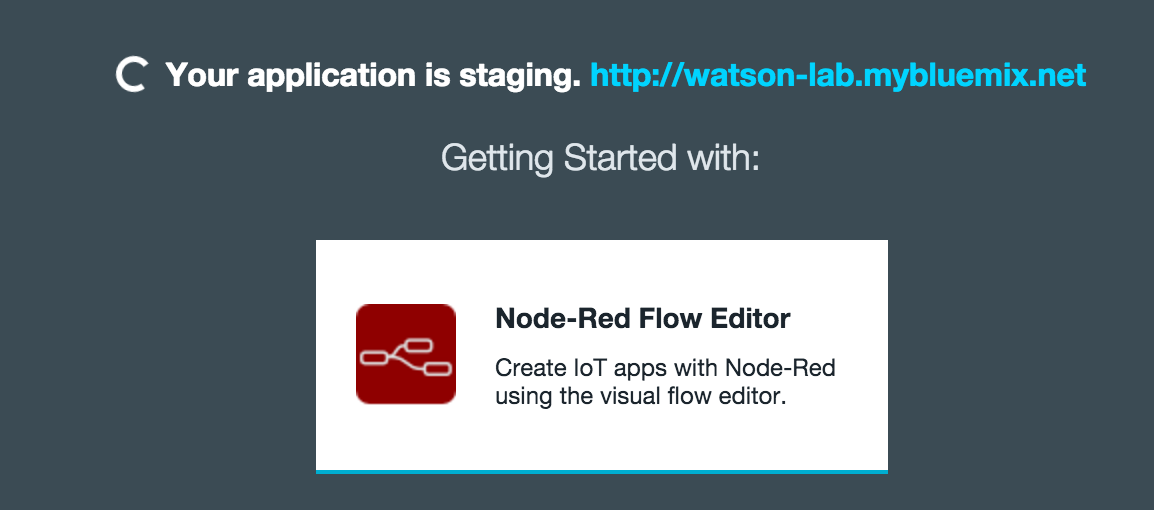 Your application is staging. http://watson-lab.mybluemix.net
Getting Started with:
Node-Red Flow Editor
Create IoT apps with Node-Red
using the visual flow editor.